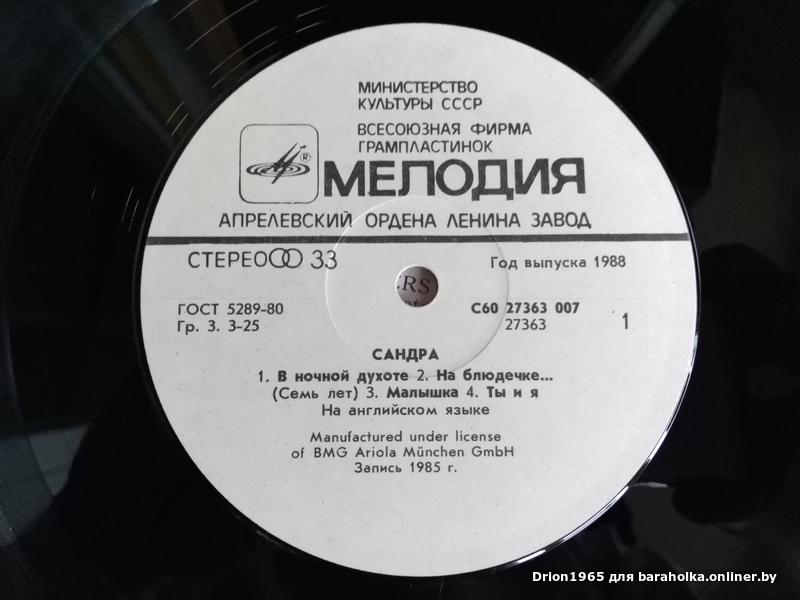 МИНИСТЕРСТВО
КУЛЬТУРЫ СССР
ВСЕСОЮЗНАЯ ФИРМА
ГРАМПЛАСТИНОК
® МЕЛОДИЯ
АПРЕЛЕВСКИЙ ОРДЕНА ЛЕНИНА ЗАВОД
СТЕРЕО 33
Год выпуска 1988
ГОСТ 5289-80
Гр. 3. 3-25
RS
С60 27363 007
27363
1
САНДРА
1. В ночной духоте 2. На блюдечке...
(Семь лет) 3. Малышка 4. Ты и я
На английском языке
Manufactured under license
of BMG Ariola München GmbH
Запись 1985 г.
Drion1965 для baraholka.onliner.by